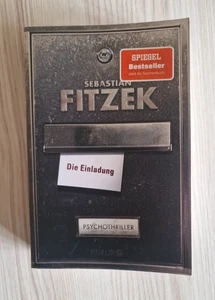 SEBASTIAN
FITZEK
SPIEGEL
Bestseller
Die Einladung
PSYCHOTHRILLER